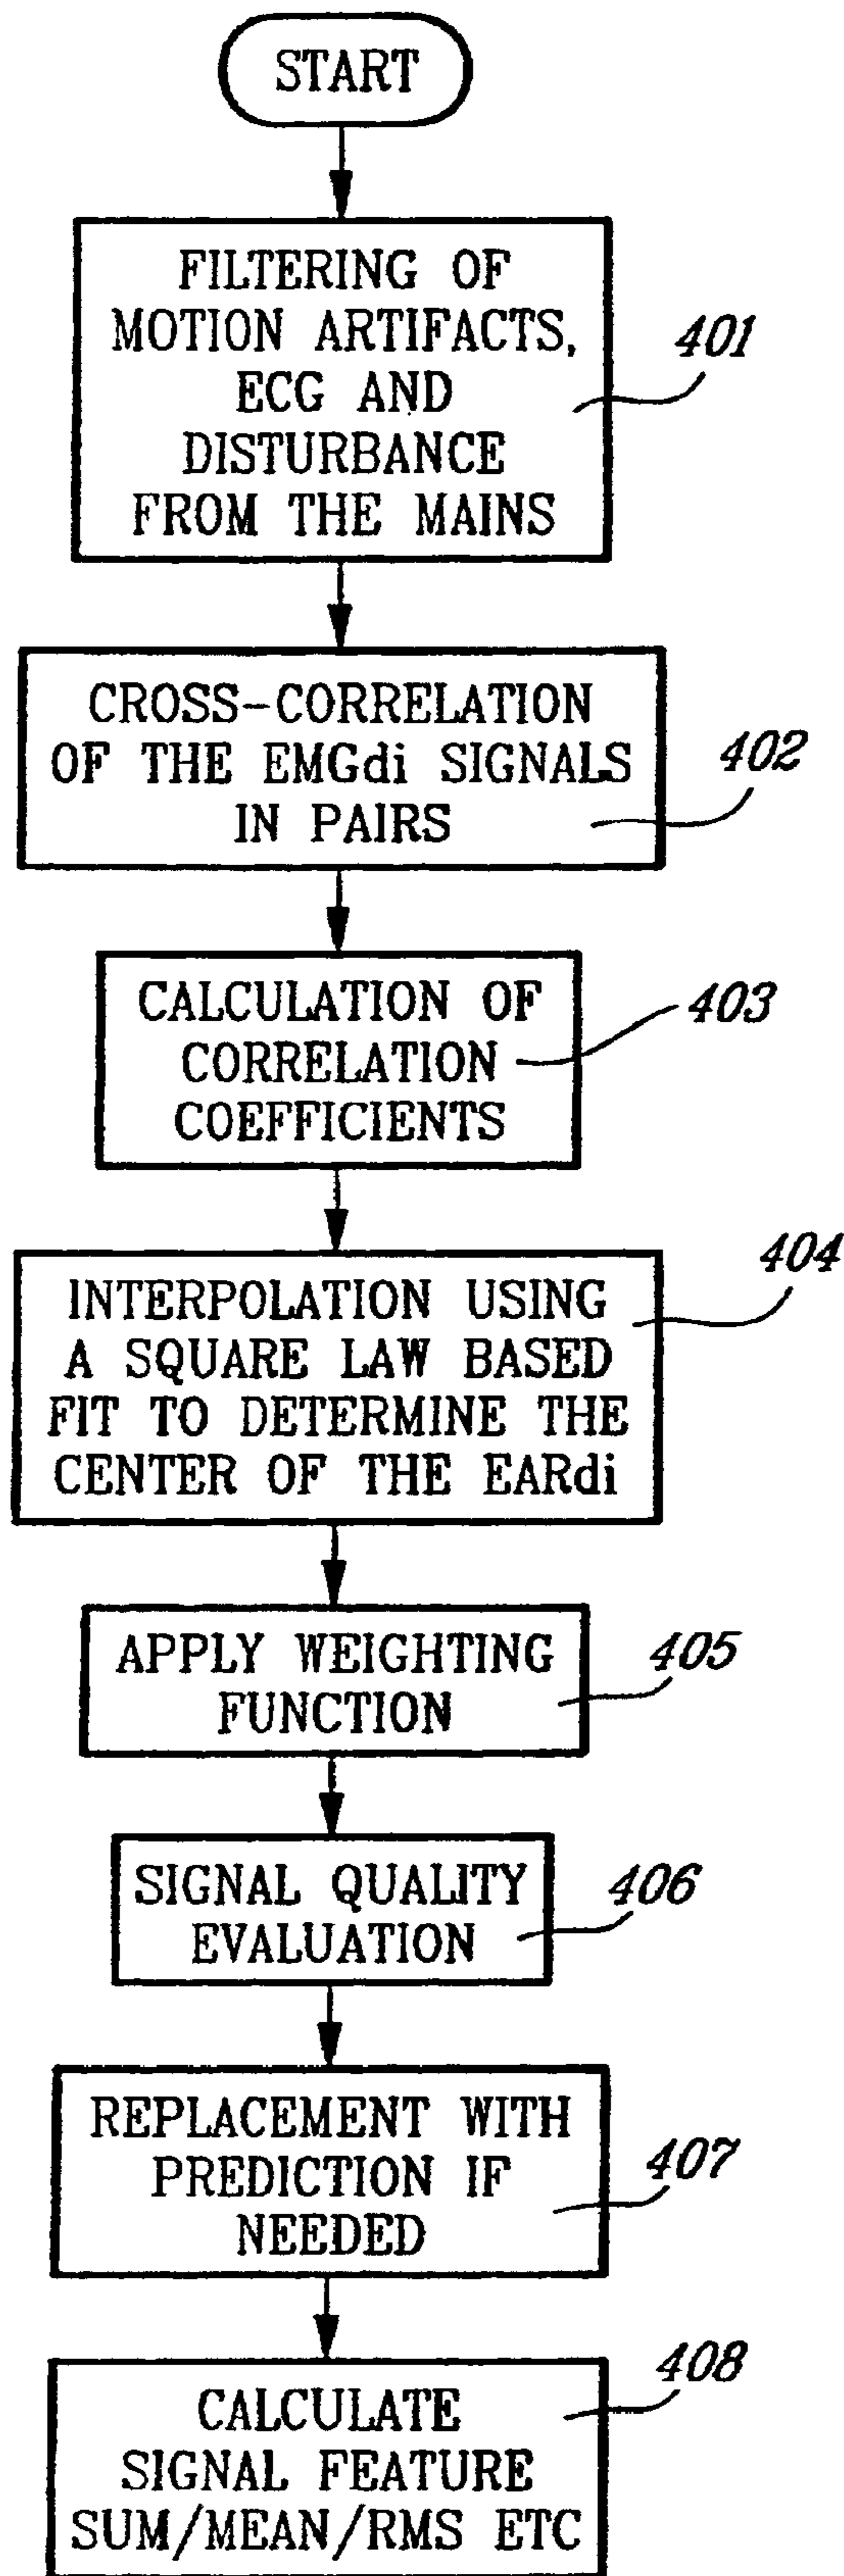 START
FILTERING OF
MOTION ARTIFACTS,
ECG AND
DISTURBANCE
FROM THE MAINS
401
CROSS-CORRELATION
OF THE EMGdi SIGNALS
IN PAIRS
402
CALCULATION OF
CORRELATION
COEFFICIENTS
403
INTERPOLATION USING
A SQUARE LAW BASED
FIT TO DETERMINE THE
CENTER OF THE EARdi
404
APPLY WEIGHTING
FUNCTION
405
SIGNAL QUALITY
EVALUATION
406
REPLACEMENT WITH
PREDICTION IF
NEEDED
407
CALCULATE
SIGNAL FEATURE
SUM/MEAN/RMS ETC
408